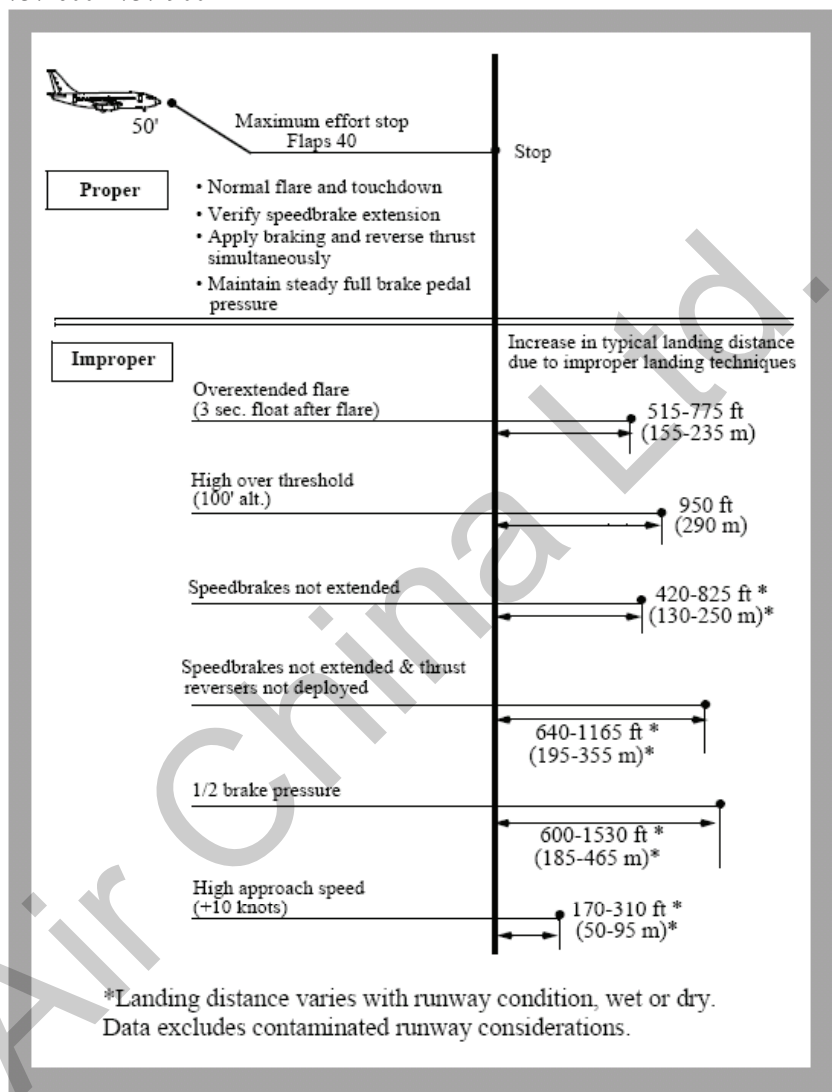 50'
Maximum effort stop
Flaps 40
Stop
Proper
• Normal flare and touchdown
• Verify speedbrake extension
• Apply braking and reverse thrust
simultaneously
• Maintain steady full brake pedal
pressure
Improper
Increase in typical landing distance
due to improper landing techniques
Overextended flare
(3 sec. float after flare)
515-775 ft
(155-235 m)
High over threshold
(100' alt.)
950 ft
(290 m)
Speedbrakes not extended
420-825 ft *
(130-250 m)*
Speedbrakes not extended & thrust
reversers not deployed
640-1165 ft *
(195-355 m)*
1/2 brake pressure
600-1530 ft *
(185-465 m)*
High approach speed
(+10 knots)
170-310 ft *
(50-95 m)*
*Landing distance varies with runway condition, wet or dry.
Data excludes contaminated runway considerations.
Air China Ltd.